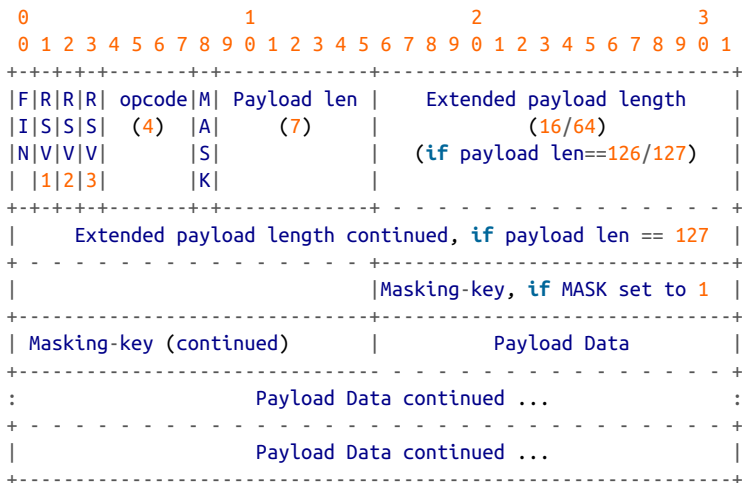 0                   1                   2                   3
 0 1 2 3 4 5 6 7 8 9 0 1 2 3 4 5 6 7 8 9 0 1 2 3 4 5 6 7 8 9 0 1
+-+-+-+-+-------+-+-------------+-------------------------------+
|F|R|R|R| opcode|M| Payload len |    Extended payload length    |
|I|S|S|S|  (4)  |A|     (7)     |             (16/64)           |
|N|V|V|V|       |S|             |   (if payload len==126/127)   |
| |1|2|3|       |K|             |                               |
+-+-+-+-+-------+-+-------------+ - - - - - - - - - - - - - - - +
|     Extended payload length continued, if payload len == 127  |
+ - - - - - - - - - - - - - - - +-------------------------------+
|                               |Masking-key, if MASK set to 1  |
+-------------------------------+-------------------------------+
| Masking-key (continued)       |          Payload Data         |
+-------------------------------- - - - - - - - - - - - - - - - +
:                     Payload Data continued ...                :
+ - - - - - - - - - - - - - - - - - - - - - - - - - - - - - - - +
|                     Payload Data continued ...                |
+---------------------------------------------------------------+